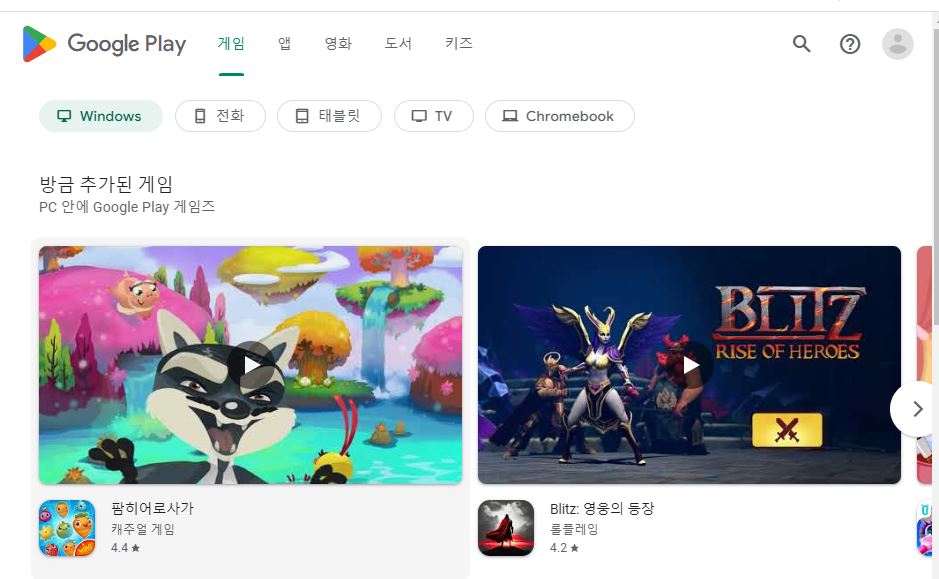 Google Play 게임 앱 영화 도서 키즈
Windows 전화 태블릿 TV Chromebook
방금 추가된 게임
PC 안에 Google Play 게임즈
BLITZ
RISE OF HEROES
팜히어로사가
캐주얼 게임
4.4★
Blitz: 영웅의 등장
롤플레잉
4.2★